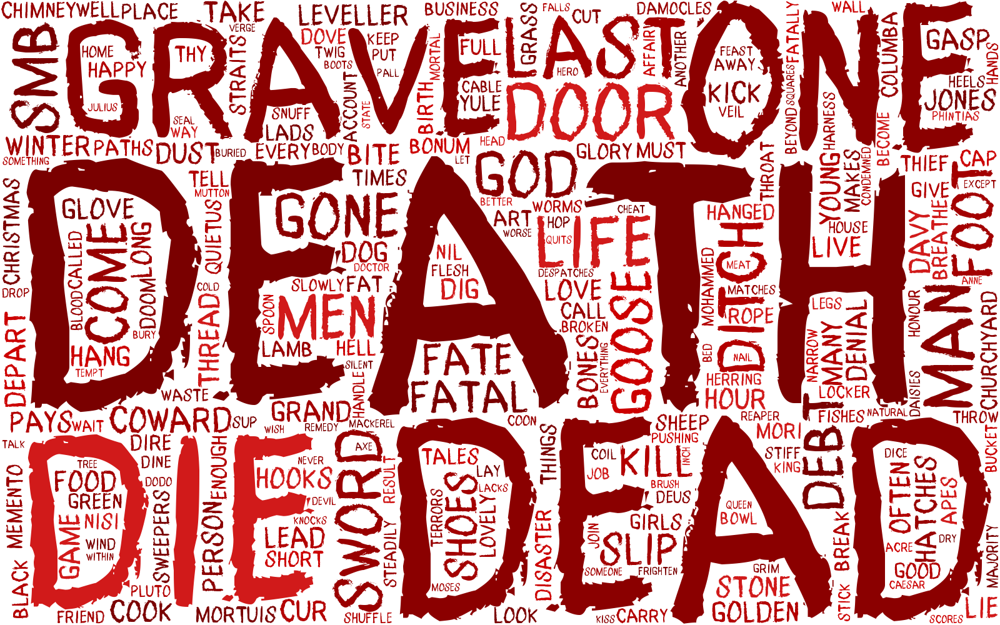 CHIMNEY WELL PLACE TAKE LEVELLER BUSINESS GRASS FALLS CUT DAMOCLES FATALLY WALL
VERGE DOVE KEEP FULL LAST AFFAIR ANOTHER ONE COLUMBA GASP HANDS
SMB GRAVE HOME HAPPY THY STRAITS TWIG BOOTS PUT PALL MORTAL HERO FEAST AWAY
JULIUS SEAL WAY SNUFF LADS ACCOUNT STATE BIRTH CABLE YULE DOOR KICK VEIL SQUARES BEYOND HARNESS BECOME HEELS JONES PHINTIAS
WINTER PATHS DUST BURIED EVERY BODY BITE BONUM LET HEAD GLORY MUST THROAT
SOMETHING TELL MUTTON TIMES GOD BETTER YOUNG MAKES CONDEMNED THIEF CAP EXCEPT
DEATH
CHRISTMAS GLOVE QUIETUS GONE ART WORSE WORMS HOP QUITS CHEAT LIFE HANGED HOUSE LIVE GIVE DAVY BREATHE FOOT ANNE
DROP BLOOD CALLED COME DOOM LONG COLD DOG DOCTOR NIL FLESH DIG DESPATCHES LOVE CALL BROKEN GOOSE MOHAMMED DITCH MEAT MATCHES ROPE LEGS HONOUR
DEPART HANG TEMPT BURY THREAD SLOWLY FAT SPOON MEN LAMB HELL SILENT FATE FATAL BONES EVERYTHING BED NAIL HERRING HOUR NARROW MANY DENIAL LOCKER DAISIES MAN CHURCHYARD
WASTE HANDLE
PAYS WAIT COWARD SUP GRAND WISH REMEDY MACKEREL COON SHEEP PUSHING REAPER MORI FISHES NATURAL THROW BUCKET
TALK DIRE DINE ENOUGH NEVER AXE SWORD RESULT TALES LAY LACKS THINGS COIL JOB KILL INCH STIFF KING DEBT DICE
DIE DEAD
MEMENTO TREE FOOD GREEN NISI DODO HOOKS DEVIL KNOCKS SHOES TERRORS LOVELY BRUSH DEUS GIRLS QUEEN BOWL OFTEN HATCHES APES DRY
BLACK GAME WIND WITHIN SWEEPERS PERSON LEAD SHORT STEADILY MOSES DISASTER JOIN SLIP SOMEONE FRIGHTEN GRIM BREAK ACRE GOOD CAESAR MAJORITY
FRIEND PLUTO COOK MORTUIS CUR SHUFFLE LOOK KISS CARRY STONE GOLDEN STICK SCORES LIE